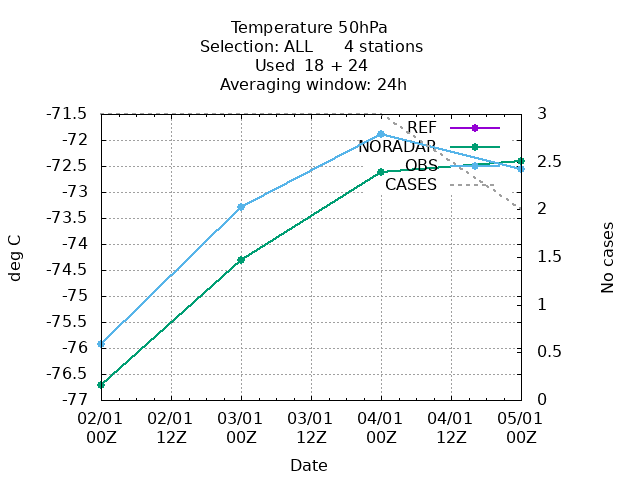 Temperature 50hPa
Selection: ALL      4 stations
Used  18 + 24
Averaging window: 24h
-71.5
-72
-72.5
-73
-73.5
-74
-74.5
-75
-75.5
-76
-76.5
-77
deg C
3
2.5
2
1.5
1
0.5
0
No cases
REF
NORADAR
OBS
CASES
02/01 02/01 03/01 03/01 04/01 04/01 05/01
00Z 12Z 00Z 12Z 00Z 12Z 00Z
Date